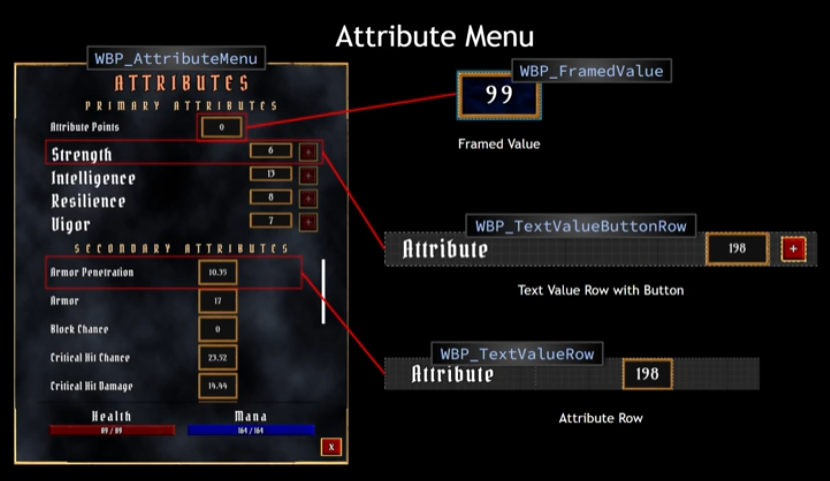 Attribute Menu
WBP_AttributeMenu
ATTRIBUTES
PRIMARY ATTRIBUTES
Attribute Points 0
Strength 6 +
Intelligence 13 +
Resilience 8 +
Vigor 7 +
SECONDARY ATTRIBUTES
Armor Penetration 10.35
Armor 17
Block Chance 0
Critical Hit Chance 23.52
Critical Hit Damage 14.44
Health Mana
89 / 89 164 / 164
X
WBP_FramedValue
99
Framed Value
WBP_TextValueButtonRow
Attribute 198 +
Text Value Row with Button
WBP_TextValueRow
Attribute 198
Attribute Row